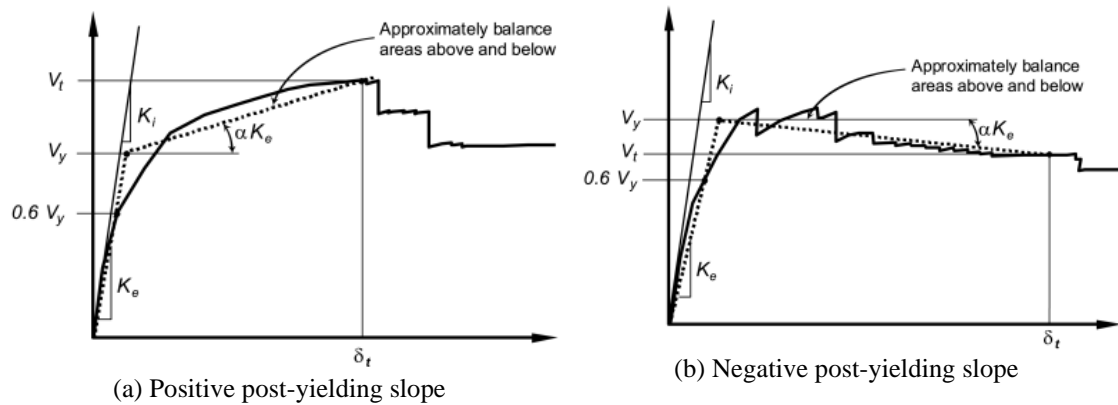 Approximately balance
areas above and below
V_t
K_i
αK_e
V_y
0.6 V_y
K_e
δ_t
(a) Positive post-yielding slope
Approximately balance
areas above and below
K_i
V_y
αK_e
V_t
0.6 V_y
K_e
δ_t
(b) Negative post-yielding slope